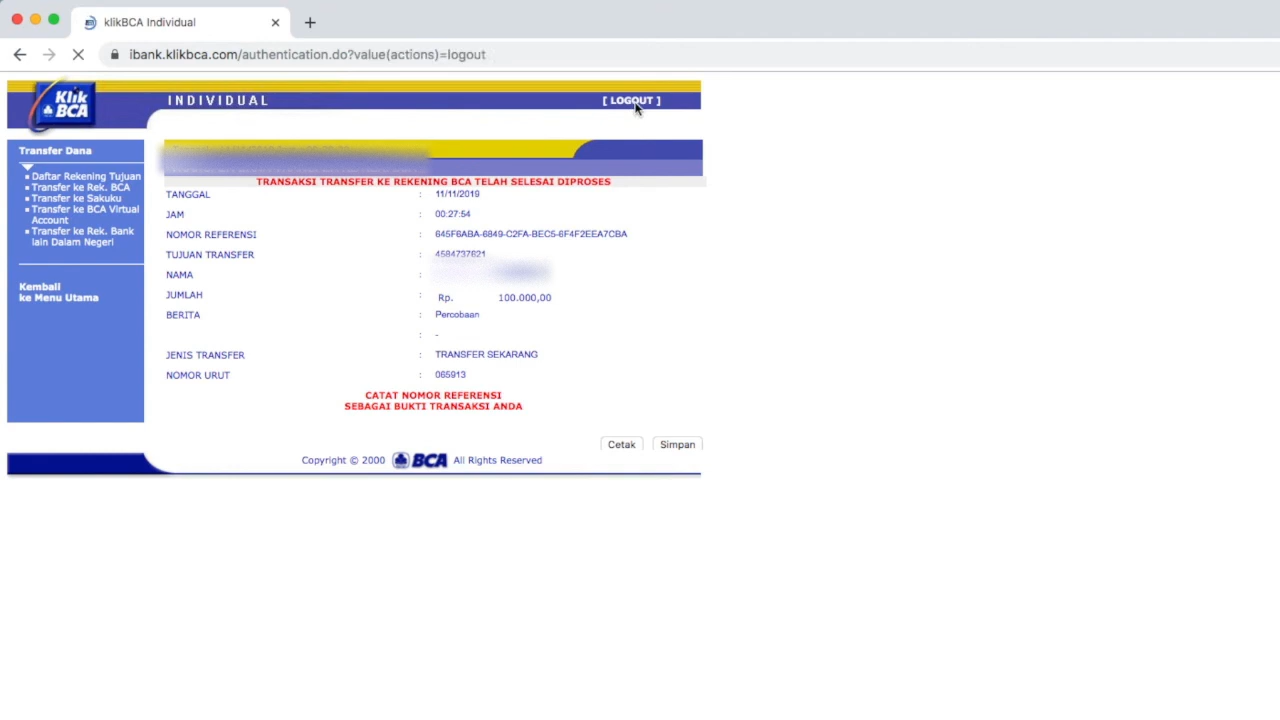 klikBCA Individual
ibank.klikbca.com/authentication.do?value(actions)=logout
Klik BCA
INDIVIDUAL
[ LOGOUT ]
Transfer Dana
Daftar Rekening Tujuan
Transfer ke Rek. BCA
Transfer ke Sakuku
Transfer ke BCA Virtual
Account
Transfer ke Rek. Bank
lain Dalam Negeri
Kembali
ke Menu Utama
TRANSAKSI TRANSFER KE REKENING BCA TELAH SELESAI DIPROSES
TANGGAL : 11/11/2019
JAM : 00:27:54
NOMOR REFERENSI : 645F6ABA-6849-C2FA-BEC5-6F4F2EEA7CBA
TUJUAN TRANSFER : 4584737621
NAMA :
JUMLAH : Rp. 100.000,00
BERITA : Percobaan
: -
JENIS TRANSFER : TRANSFER SEKARANG
NOMOR URUT : 065913
CATAT NOMOR REFERENSI
SEBAGAI BUKTI TRANSAKSI ANDA
Cetak Simpan
Copyright © 2000 BCA All Rights Reserved